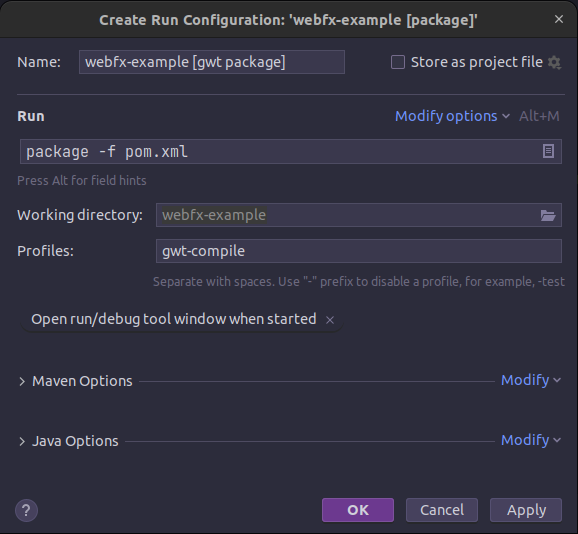 Create Run Configuration: 'webfx-example [package]' ×
Name: webfx-example [gwt package] Store as project file
Run Modify options Alt+M
package -f pom.xml
Press Alt for field hints
Working directory: webfx-example
Profiles: gwt-compile
Separate with spaces. Use "-" prefix to disable a profile, for example, -test
Open run/debug tool window when started ×
Maven Options Modify
Java Options Modify
? OK Cancel Apply